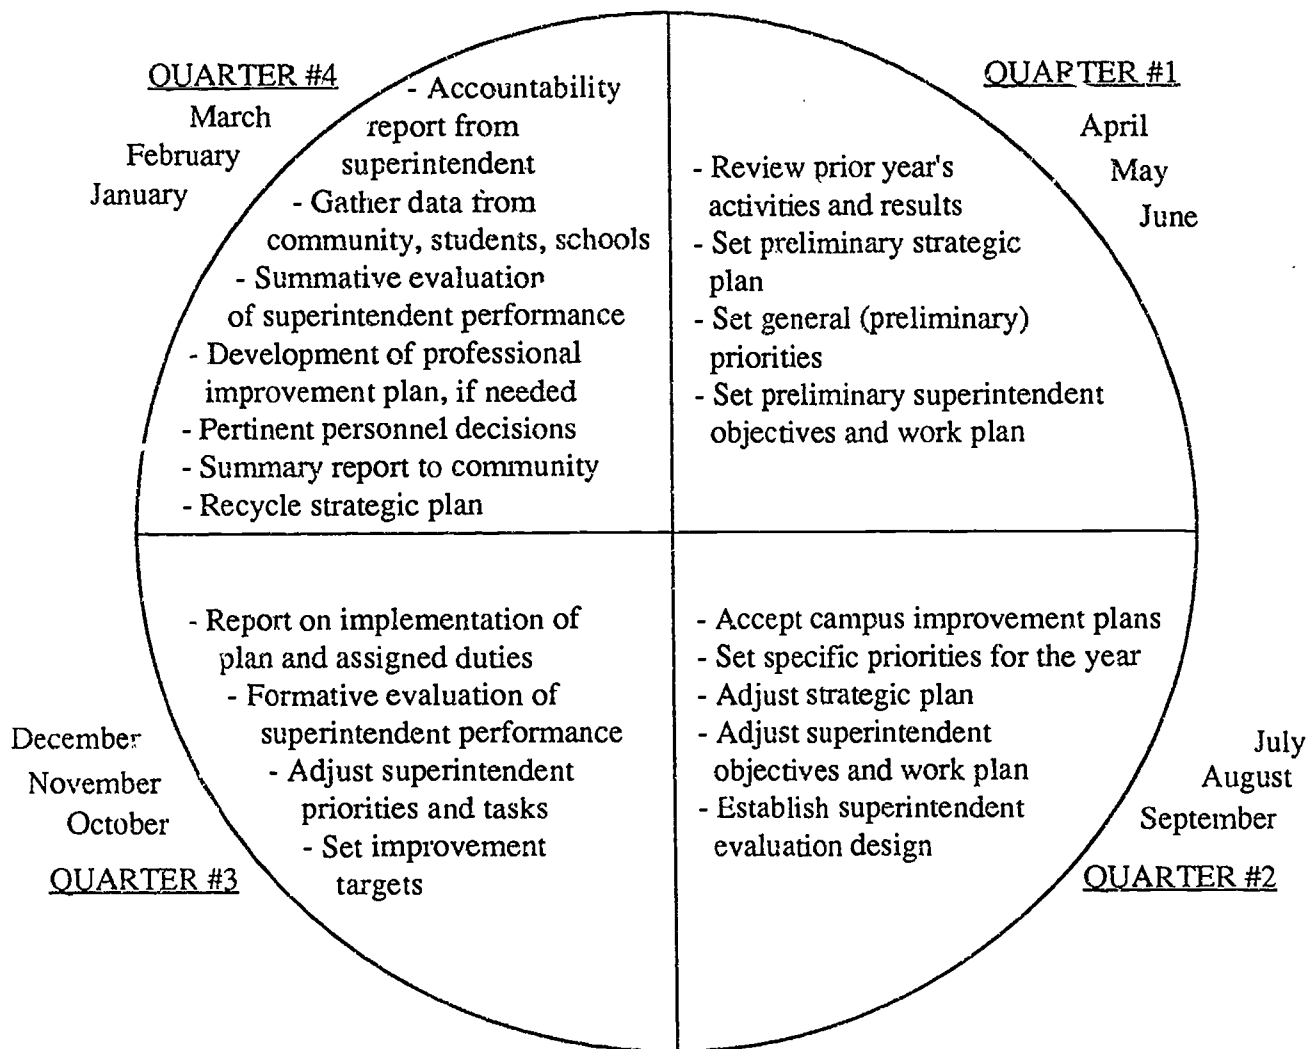 QUARTER #4
March
February
January
- Accountability
report from
superintendent
- Gather data from
community, students, schools
- Summative evaluation
of superintendent performance
- Development of professional
improvement plan, if needed
- Pertinent personnel decisions
- Summary report to community
- Recycle strategic plan
QUARTER #1
April
May
June
- Review prior year's
activities and results
- Set preliminary strategic
plan
- Set general (preliminary)
priorities
- Set preliminary superintendent
objectives and work plan
- Report on implementation of
plan and assigned duties
- Formative evaluation of
superintendent performance
- Adjust superintendent
priorities and tasks
- Set improvement
targets
December
November
October
QUARTER #3
- Accept campus improvement plans
- Set specific priorities for the year
- Adjust strategic plan
- Adjust superintendent
objectives and work plan
- Establish superintendent
evaluation design
July
August
September
QUARTER #2